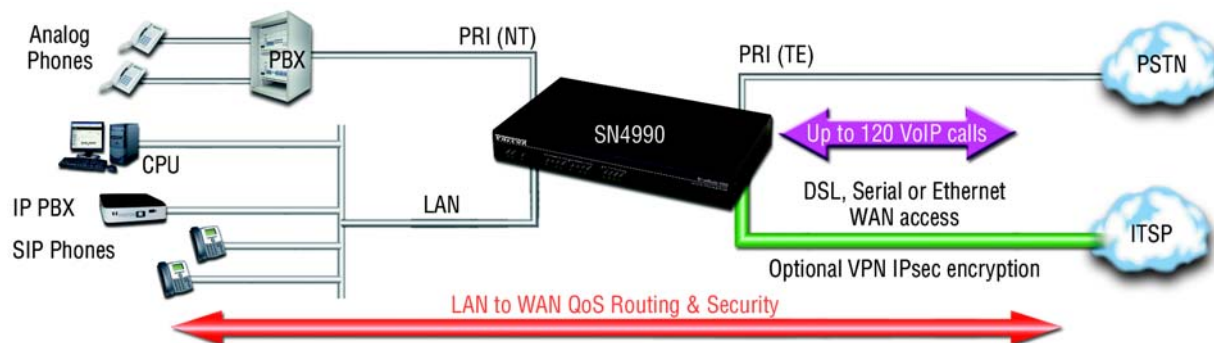 Analog
Phones
PBX
PRI (NT)
PRI (TE)
PSTN
SN4990
Up to 120 VoIP calls
CPU
IP PBX
LAN
DSL, Serial or Ethernet
WAN access
SIP Phones
ITSP
Optional VPN IPsec encryption
LAN to WAN QoS Routing & Security